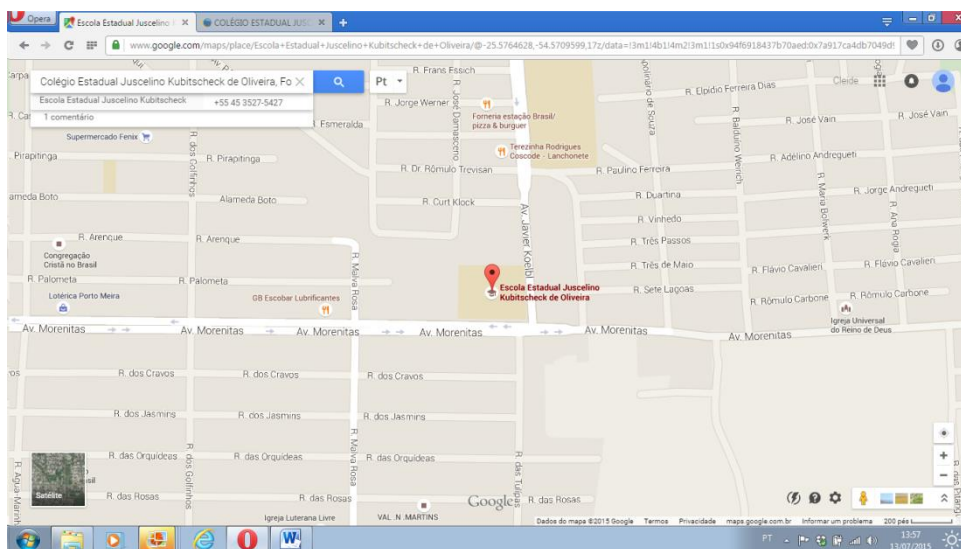 Opera
Escola Estadual Juscelino
COLÉGIO ESTADUAL JUSC
www.google.com/maps/place/Escola+Estadual+Juscelino+Kubitscheck+de+Oliveira/@-25.5764628,-54.5709599,17z/data=!3m1!4b1!4m2!3m1!1s0x94f6918437b70aed:0x7a917ca4db7049d!
Colégio Estadual Juscelino Kubitscheck de Oliveira, Fo
Pt
Cleide
Escola Estadual Juscelino Kubitscheck
+55 45 3527-5427
1 comentário
R. Frans Essich
R. Elpídio Ferreira Dias
R. Jorge Werner
R. José Damasceno
Forneria estação Brasil/
pizza & burguer
R. Balduino Weirich
R. José Vain
R. José Vain
R. Esmeralda
Supermercado Fenix
Terezinha Rodrigues
Coscode - Lanchonete
Pirapitinga
R. dos Golfinhos
R. Pirapitinga
R. Dr. Rômulo Trevisan
R. Paulino Ferreira
R. Adelino Andregueti
R. Maria Bolwerk
R. Jorge Andregueti
R. Ana Rogia
Alameda Boto
Alameda Boto
R. Curt Klock
Av. Javier Koelbl
R. Duartina
R. Vinhedo
R. Arenque
R. Arenque
R. Três Passos
Congregação
Cristã no Brasil
R. Palometa
R. Palometa
R. Malva Rosa
R. Três de Maio
R. Flávio Cavalieri
R. Flávio Cavalieri
Escola Estadual Juscelino
Kubitscheck de Oliveira
R. Sete Lagoas
Lotérica Porto Meira
GB Escobar Lubrificantes
R. Rômulo Carbone
R. Rômulo Carbone
Igreja Universal
do Reino de Deus
Av. Morenitas
Av. Morenitas
Av. Morenitas
Av. Morenitas
Av. Morenitas
Av. Morenitas
R. dos Cravos
R. dos Cravos
R. dos Cravos
R. dos Jasmins
R. dos Jasmins
R. dos Jasmins
R. das Orquídeas
R. dos Golfinhos
R. das Orquídeas
R. Malva Rosa
R. das Orquídeas
R. das Tulipas
Satélite
R. das Rosas
R. das Rosas
Google
R. das Rosas
Igreja Luterana Livre
VAL .N .MARTINS
Dados do mapa ©2015 Google
Termos
Privacidade
maps.google.com.br
Informar um problema
200 pés
PT
13:57
13/07/2015